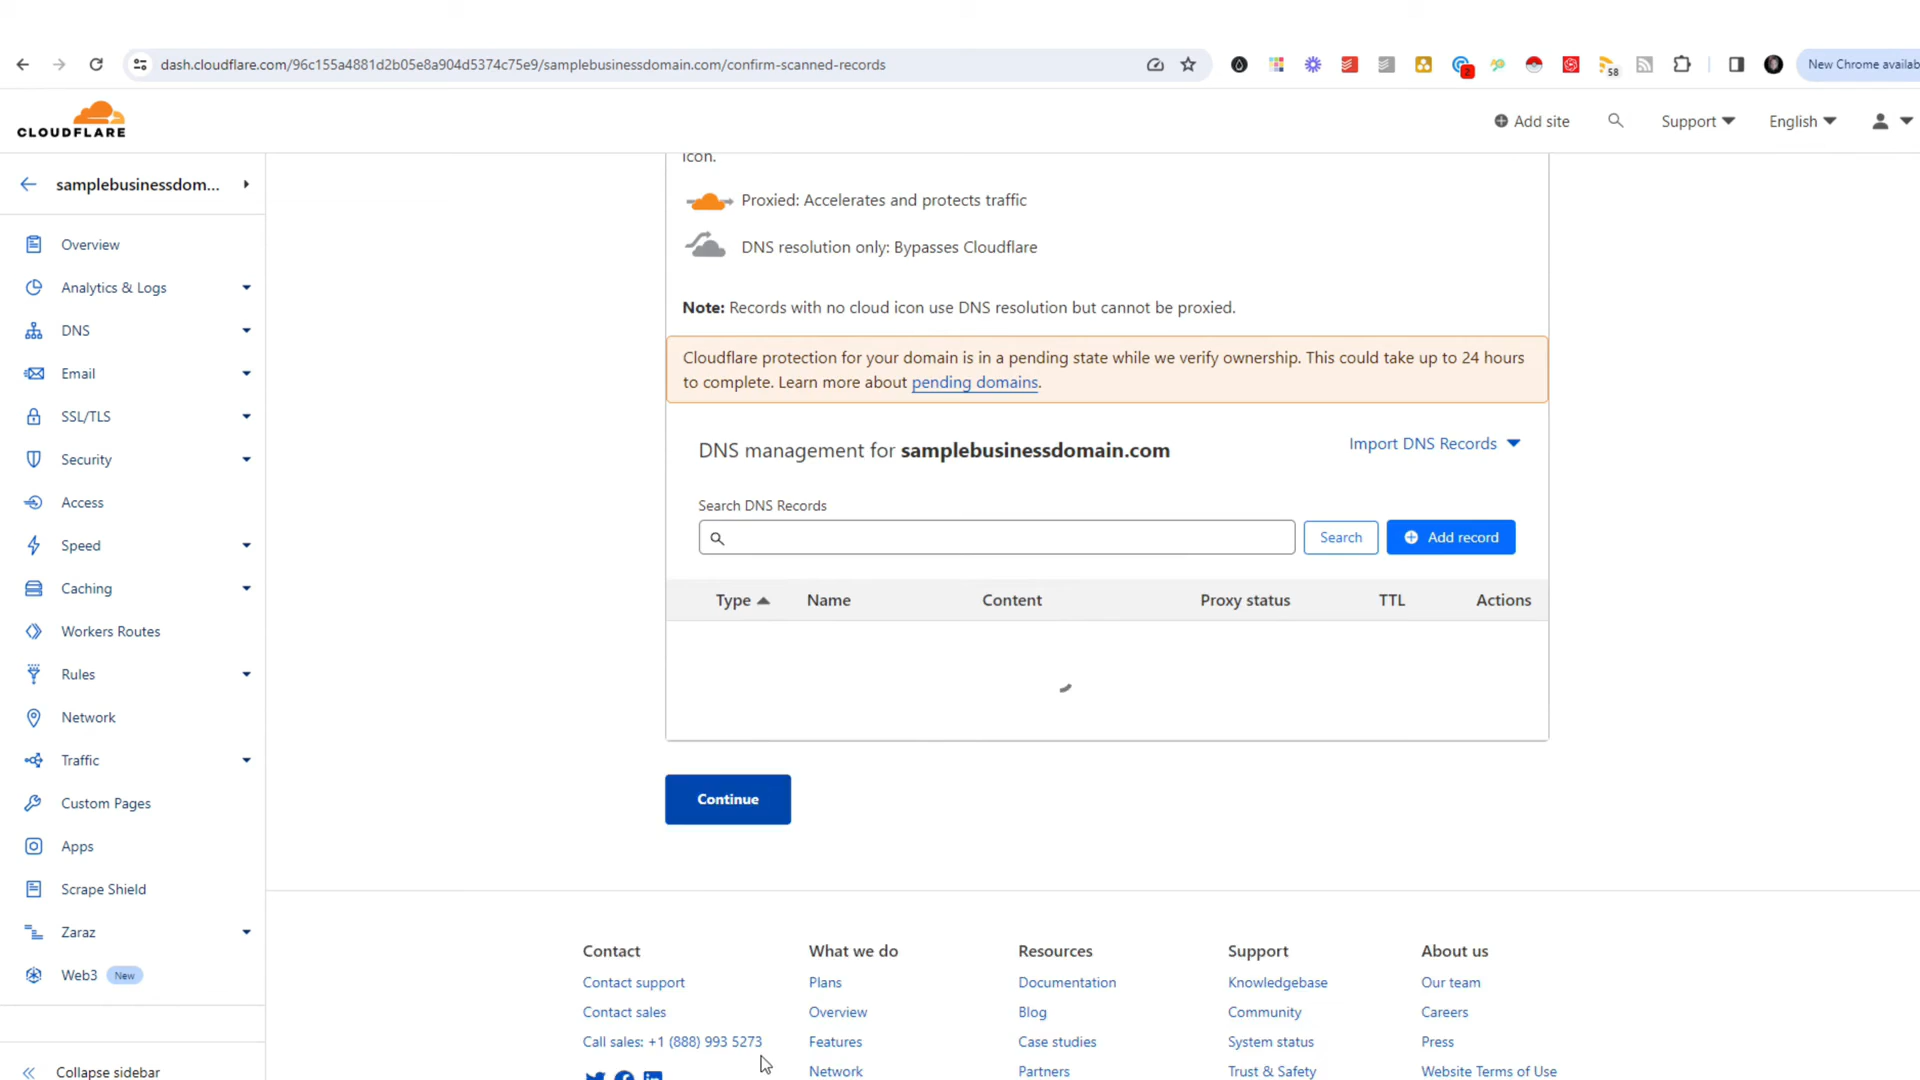 dash.cloudflare.com/96c155a4881d2b05e8a904d5374c75e9/samplebusinessdomain.com/confirm-scanned-records
2
58
New Chrome availab
CLOUDFLARE
Add site
Support
English
samplebusinessdom...
Overview
Analytics & Logs
DNS
Email
SSL/TLS
Security
Access
Speed
Caching
Workers Routes
Rules
Network
Traffic
Custom Pages
Apps
Scrape Shield
Zaraz
Web3 New
Collapse sidebar
icon.
Proxied: Accelerates and protects traffic
DNS resolution only: Bypasses Cloudflare
Note: Records with no cloud icon use DNS resolution but cannot be proxied.
Cloudflare protection for your domain is in a pending state while we verify ownership. This could take up to 24 hours
to complete. Learn more about pending domains.
DNS management for samplebusinessdomain.com
Import DNS Records
Search DNS Records
Search
Add record
Type Name Content Proxy status TTL Actions
Continue
Contact
Contact support
Contact sales
Call sales: +1 (888) 993 5273
What we do
Plans
Overview
Features
Network
Resources
Documentation
Blog
Case studies
Partners
Support
Knowledgebase
Community
System status
Trust & Safety
About us
Our team
Careers
Press
Website Terms of Use